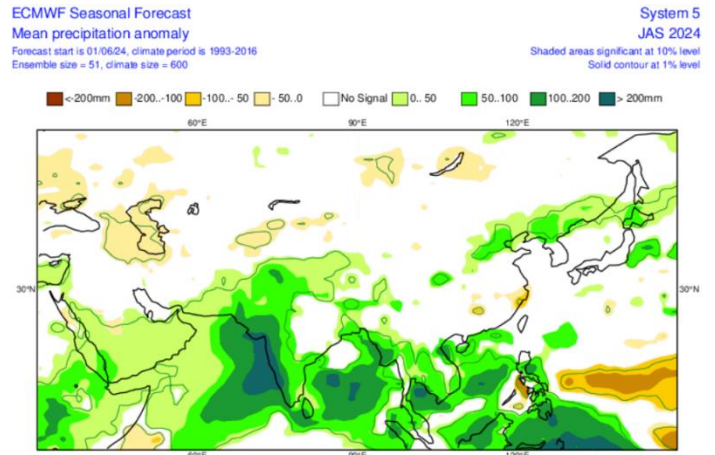 ECMWF Seasonal Forecast
System 5
Mean precipitation anomaly
JAS 2024
Forecast start is 01/06/24, climate period is 1993-2016
Shaded areas significant at 10% level
Ensemble size = 51, climate size = 600
Solid contour at 1% level
<-200mm -200..-100 -100..- 50 - 50..0 No Signal 0.. 50 50..100 100..200 > 200mm
60°E 90°E 120°E
30°N 30°N
60°E 90°E 120°E